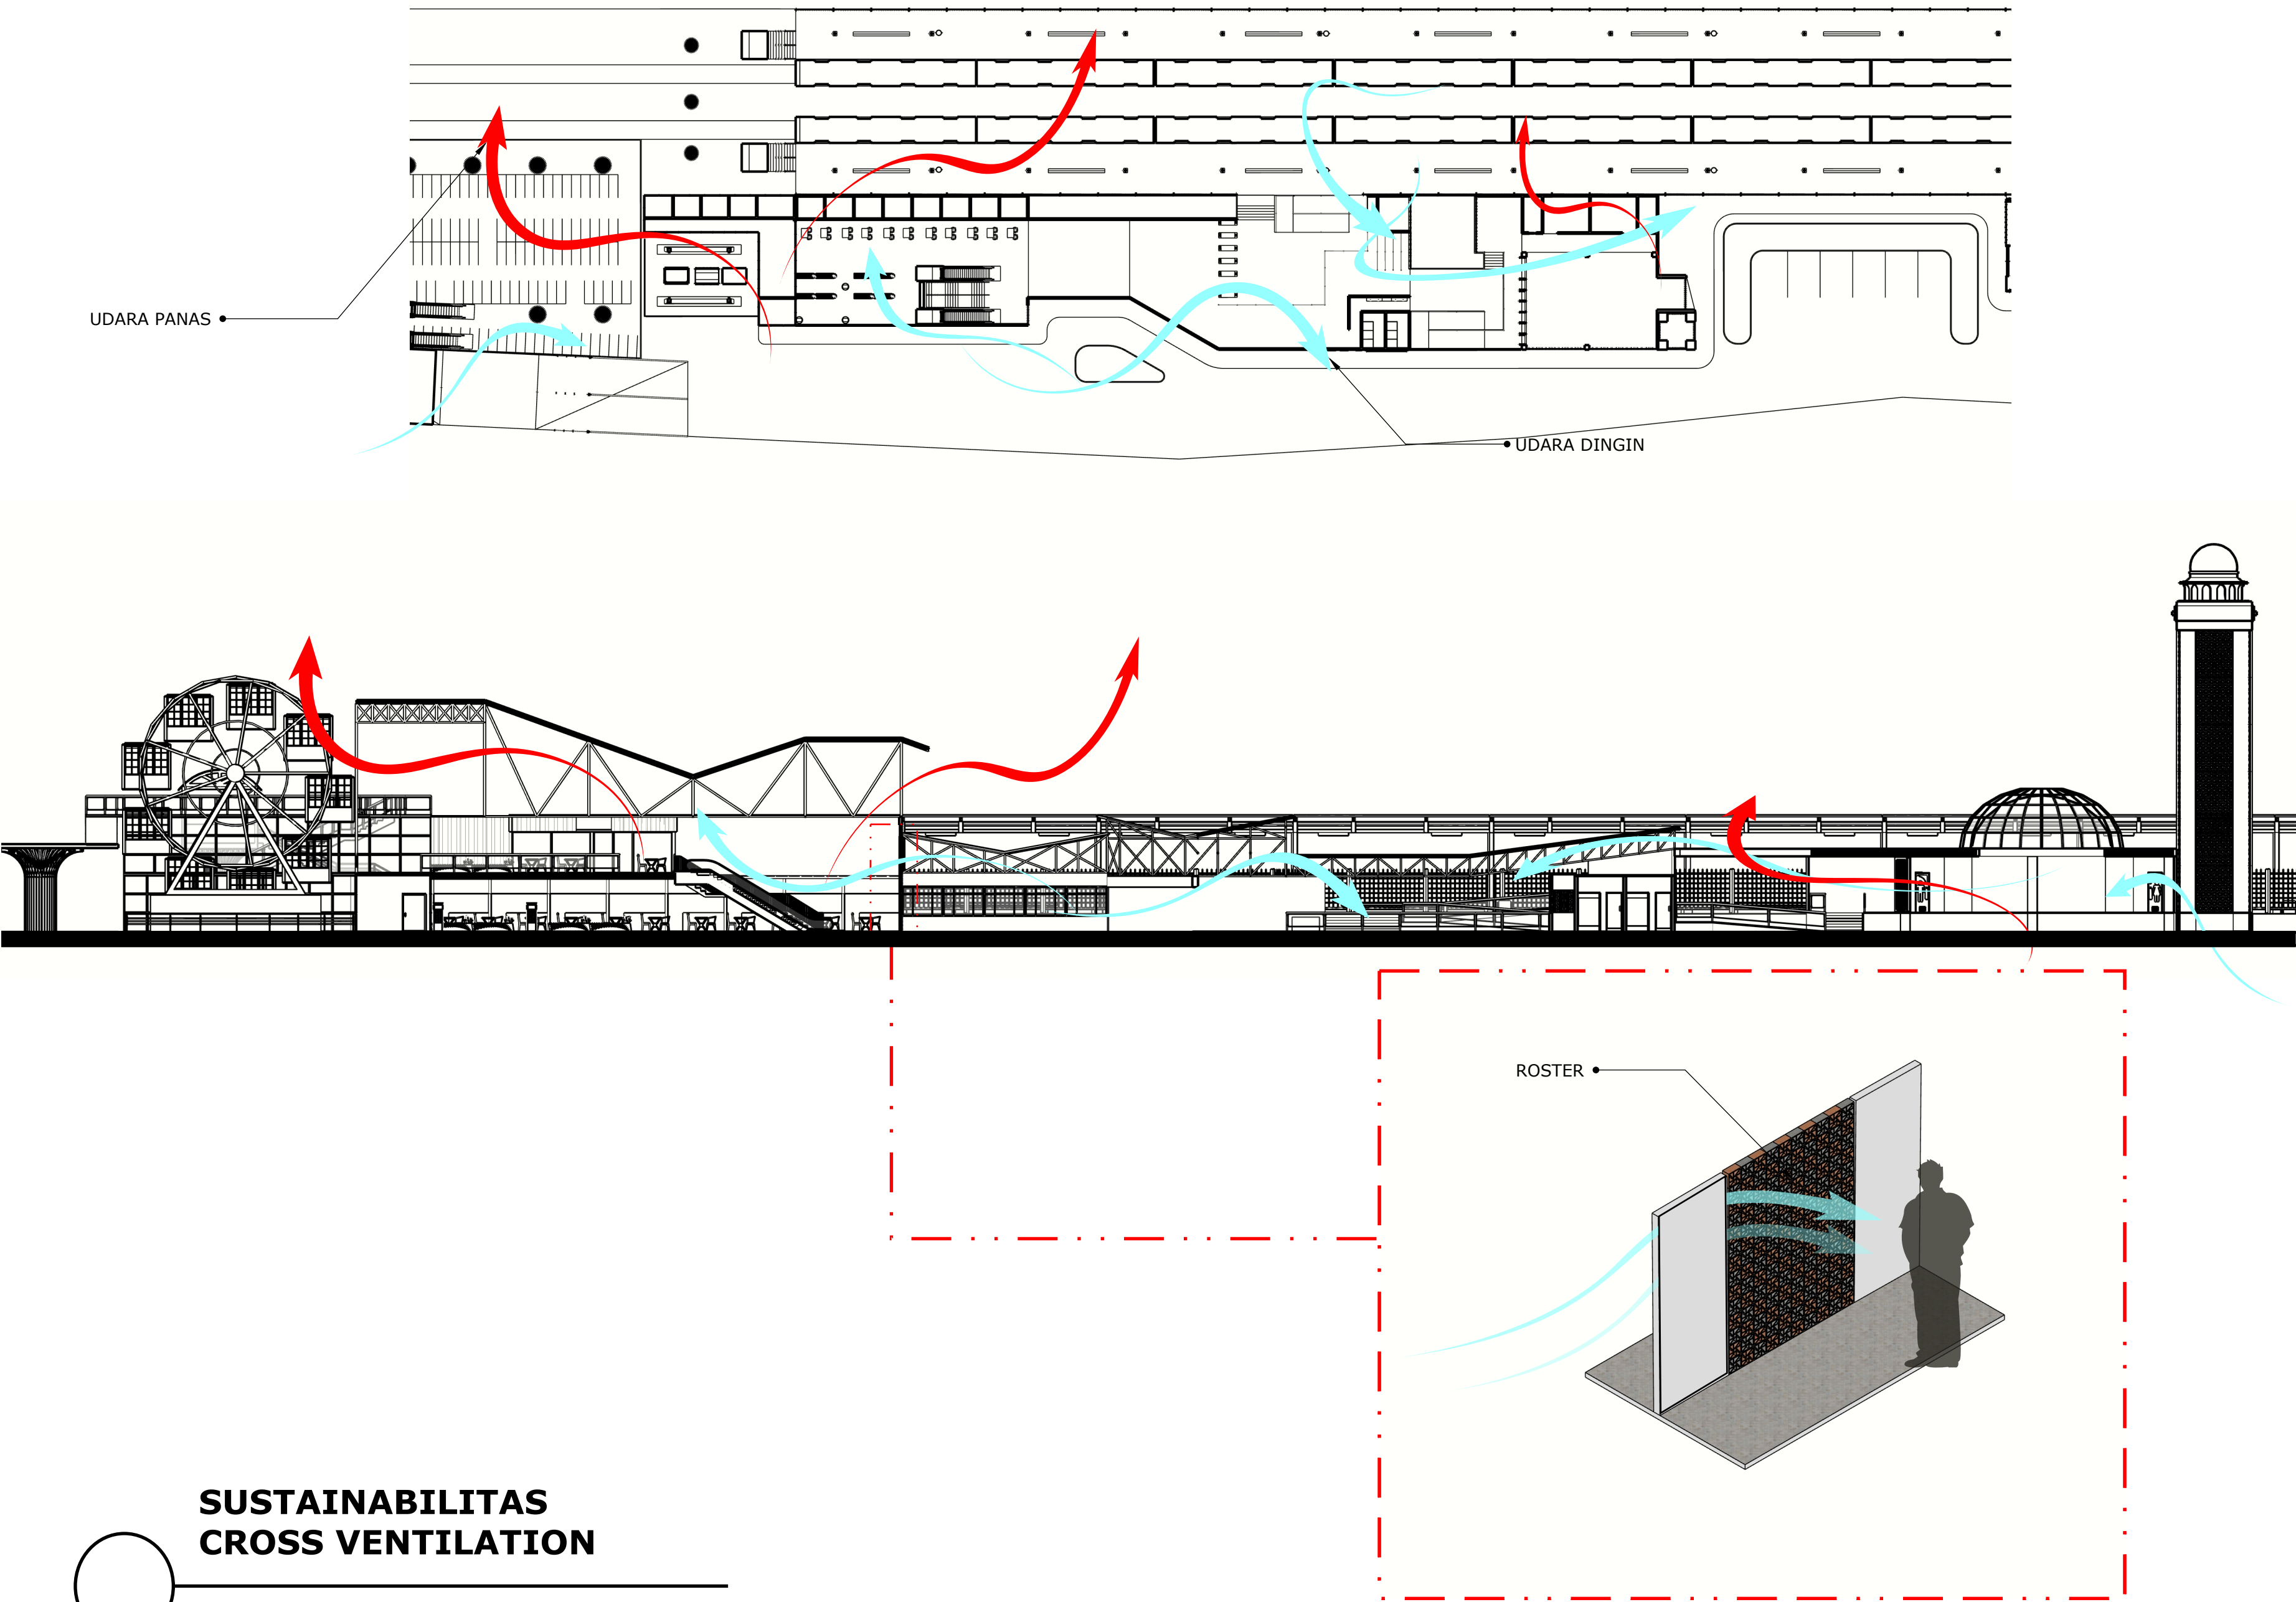 UDARA PANAS
UDARA DINGIN
ROSTER
SUSTAINABILITAS
CROSS VENTILATION